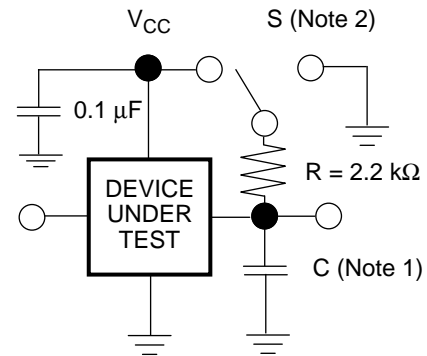 VCC
S (Note 2)
0.1 μF
R = 2.2 kΩ
DEVICE
UNDER
TEST
C (Note 1)